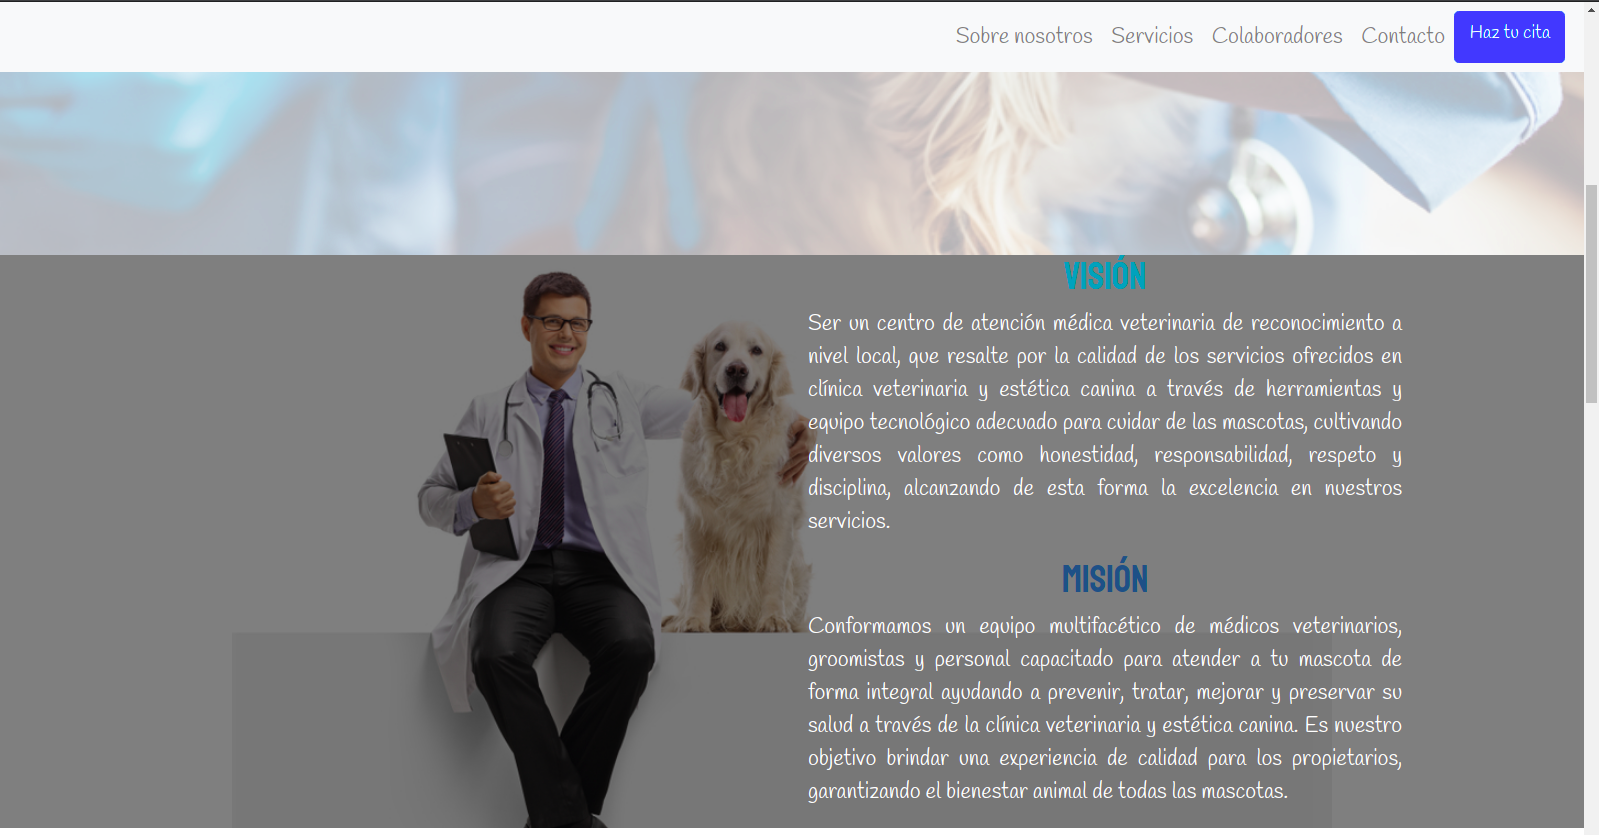 Sobre nosotros Servicios Colaboradores Contacto Haz tu cita
VISIÓN
Ser un centro de atención médica veterinaria de reconocimiento a
nivel local, que resalte por la calidad de los servicios ofrecidos en
clínica veterinaria y estética canina a través de herramientas y
equipo tecnológico adecuado para cuidar de las mascotas, cultivando
diversos valores como honestidad, responsabilidad, respeto y
disciplina, alcanzando de esta forma la excelencia en nuestros
servicios.
MISIÓN
Conformamos un equipo multifacético de médicos veterinarios,
groomistas y personal capacitado para atender a tu mascota de
forma integral ayudando a prevenir, tratar, mejorar y preservar su
salud a través de la clínica veterinaria y estética canina. Es nuestro
objetivo brindar una experiencia de calidad para los propietarios,
garantizando el bienestar animal de todas las mascotas.